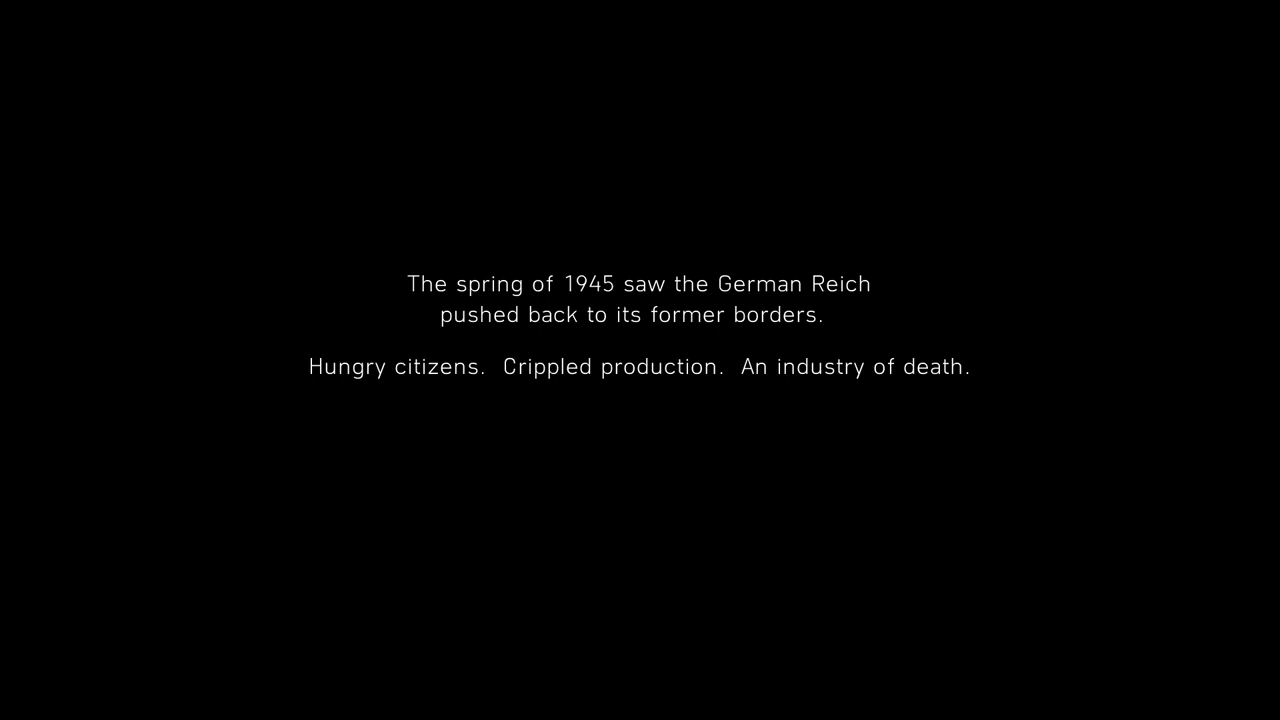 The spring of 1945 saw the German Reich
pushed back to its former borders.
Hungry citizens.  Crippled production.  An industry of death.